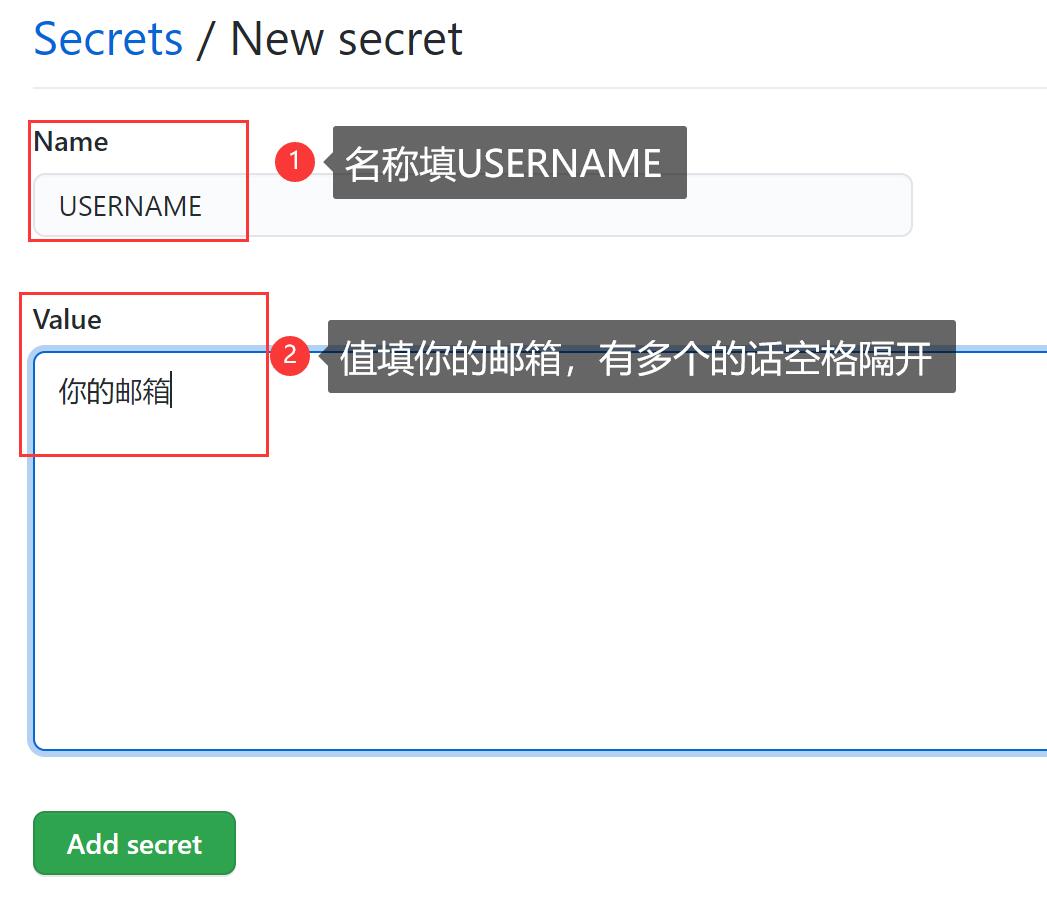 Secrets / New secret
Name
1 名称填USERNAME
USERNAME
Value
2 值填你的邮箱，有多个的话空格隔开
你的邮箱
Add secret